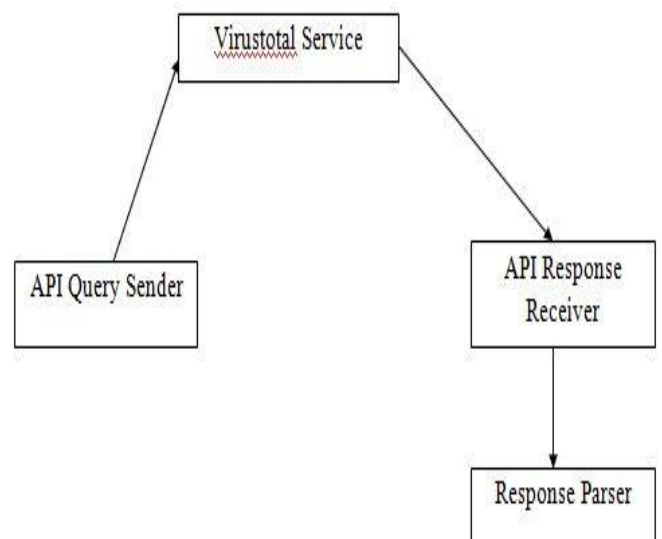 Virustotal Service
API Query Sender
API Response
Receiver
Response Parser